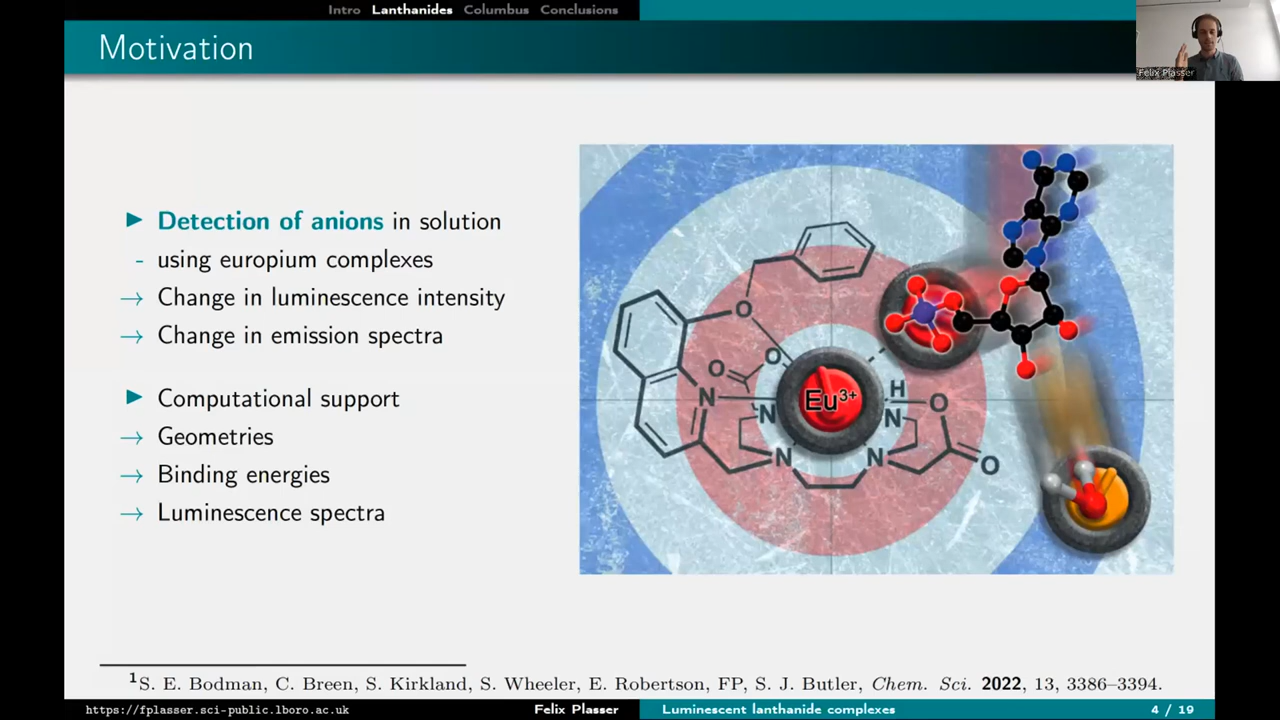 Intro Lanthanides Columbus Conclusions
Motivation
Felix Plasser
▶ Detection of anions in solution
- using europium complexes
→ Change in luminescence intensity
→ Change in emission spectra
▶ Computational support
→ Geometries
→ Binding energies
→ Luminescence spectra
O
O
O
N
N
Eu³⁺
H
N
O
N
N
O
¹S. E. Bodman, C. Breen, S. Kirkland, S. Wheeler, E. Robertson, FP, S. J. Butler, Chem. Sci. 2022, 13, 3386–3394.
https://fplasser.sci-public.lboro.ac.uk Felix Plasser Luminescent lanthanide complexes 4 / 19